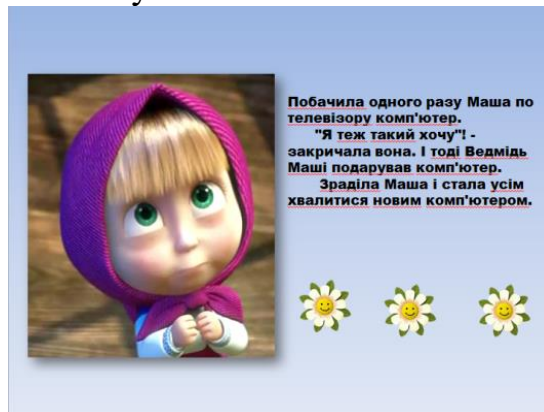 Побачила одного разу Маша по
телевізору комп'ютер.
"Я теж такий хочу"! -
закричала вона. І тоді Ведмідь
Маші подарував комп'ютер.
Зраділа Маша і стала усім
хвалитися новим комп'ютером.